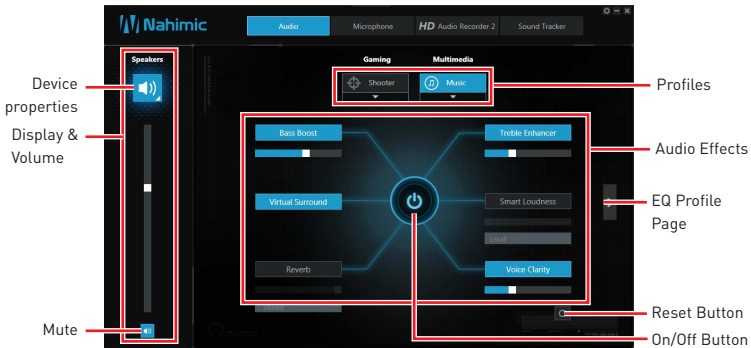 Nahimic
Audio
Microphone
HD Audio Recorder 2
Sound Tracker
Speakers
Gaming
Multimedia
Shooter
Music
Bass Boost
Treble Enhancer
Virtual Surround
Smart Loudness
Loud
Reverb
Studio
Voice Clarity
Device
properties
Display &
Volume
Mute
Profiles
Audio Effects
EQ Profile
Page
Reset Button
On/Off Button